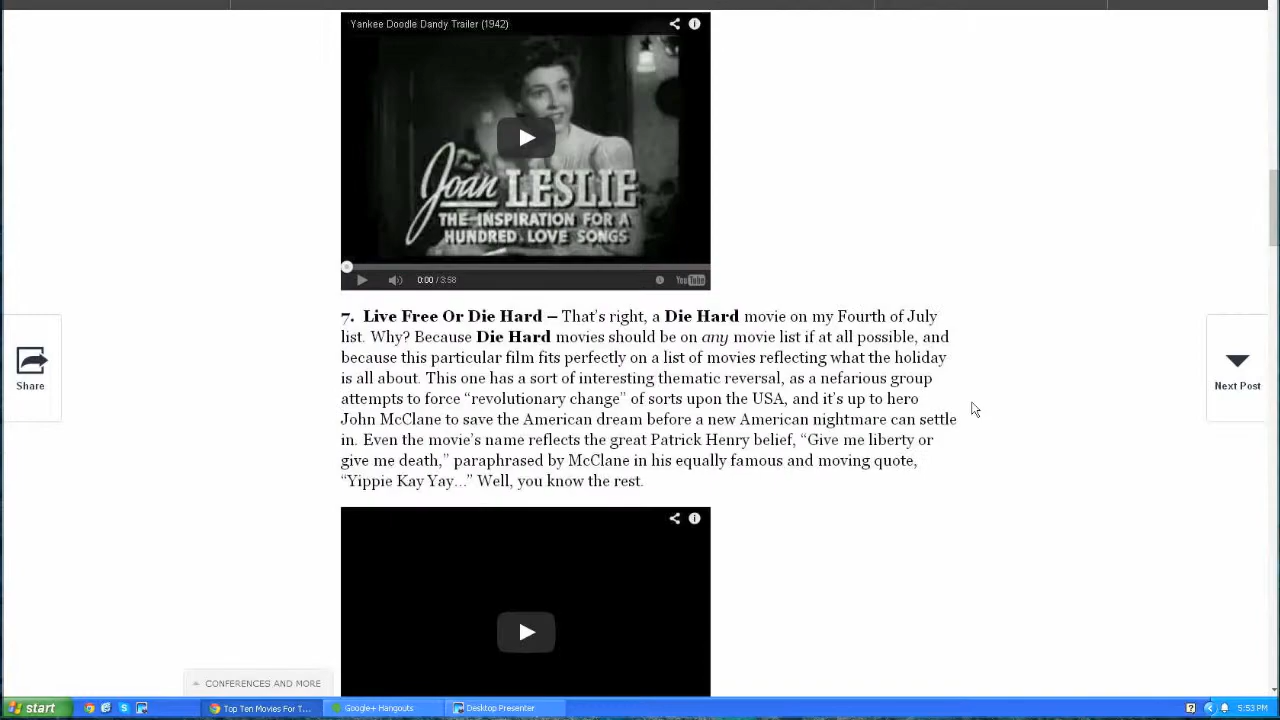 Yankee Doodle Dandy Trailer (1942)
Joan LESLIE
THE INSPIRATION FOR A
HUNDRED LOVE SONGS
0:00 / 3:58
YouTube
7. Live Free Or Die Hard – That's right, a Die Hard movie on my Fourth of July
list. Why? Because Die Hard movies should be on any movie list if at all possible, and
because this particular film fits perfectly on a list of movies reflecting what the holiday
is all about. This one has a sort of interesting thematic reversal, as a nefarious group
attempts to force “revolutionary change” of sorts upon the USA, and it's up to hero
John McClane to save the American dream before a new American nightmare can settle
in. Even the movie's name reflects the great Patrick Henry belief, “Give me liberty or
give me death,” paraphrased by McClane in his equally famous and moving quote,
“Yippie Kay Yay…” Well, you know the rest.
Share
Next Post
CONFERENCES AND MORE
start
Top Ten Movies For T...
Google+ Hangouts
Desktop Presenter
5:53 PM